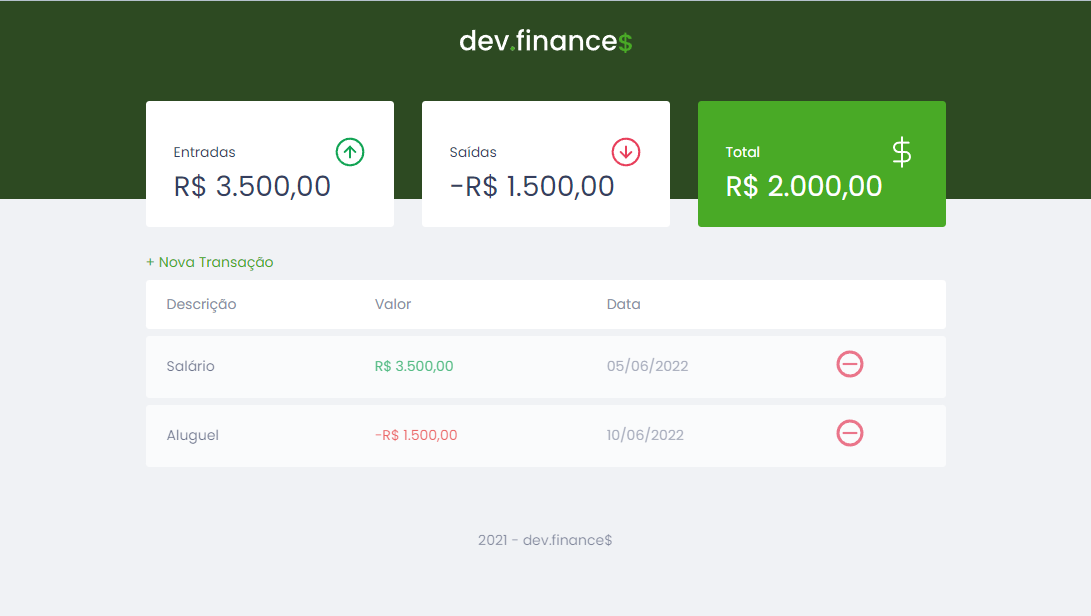 dev.finance$
Entradas
R$ 3.500,00
Saídas
-R$ 1.500,00
Total
$
R$ 2.000,00
+ Nova Transação
Descrição Valor Data
Salário R$ 3.500,00 05/06/2022
Aluguel -R$ 1.500,00 10/06/2022
2021 - dev.finance$